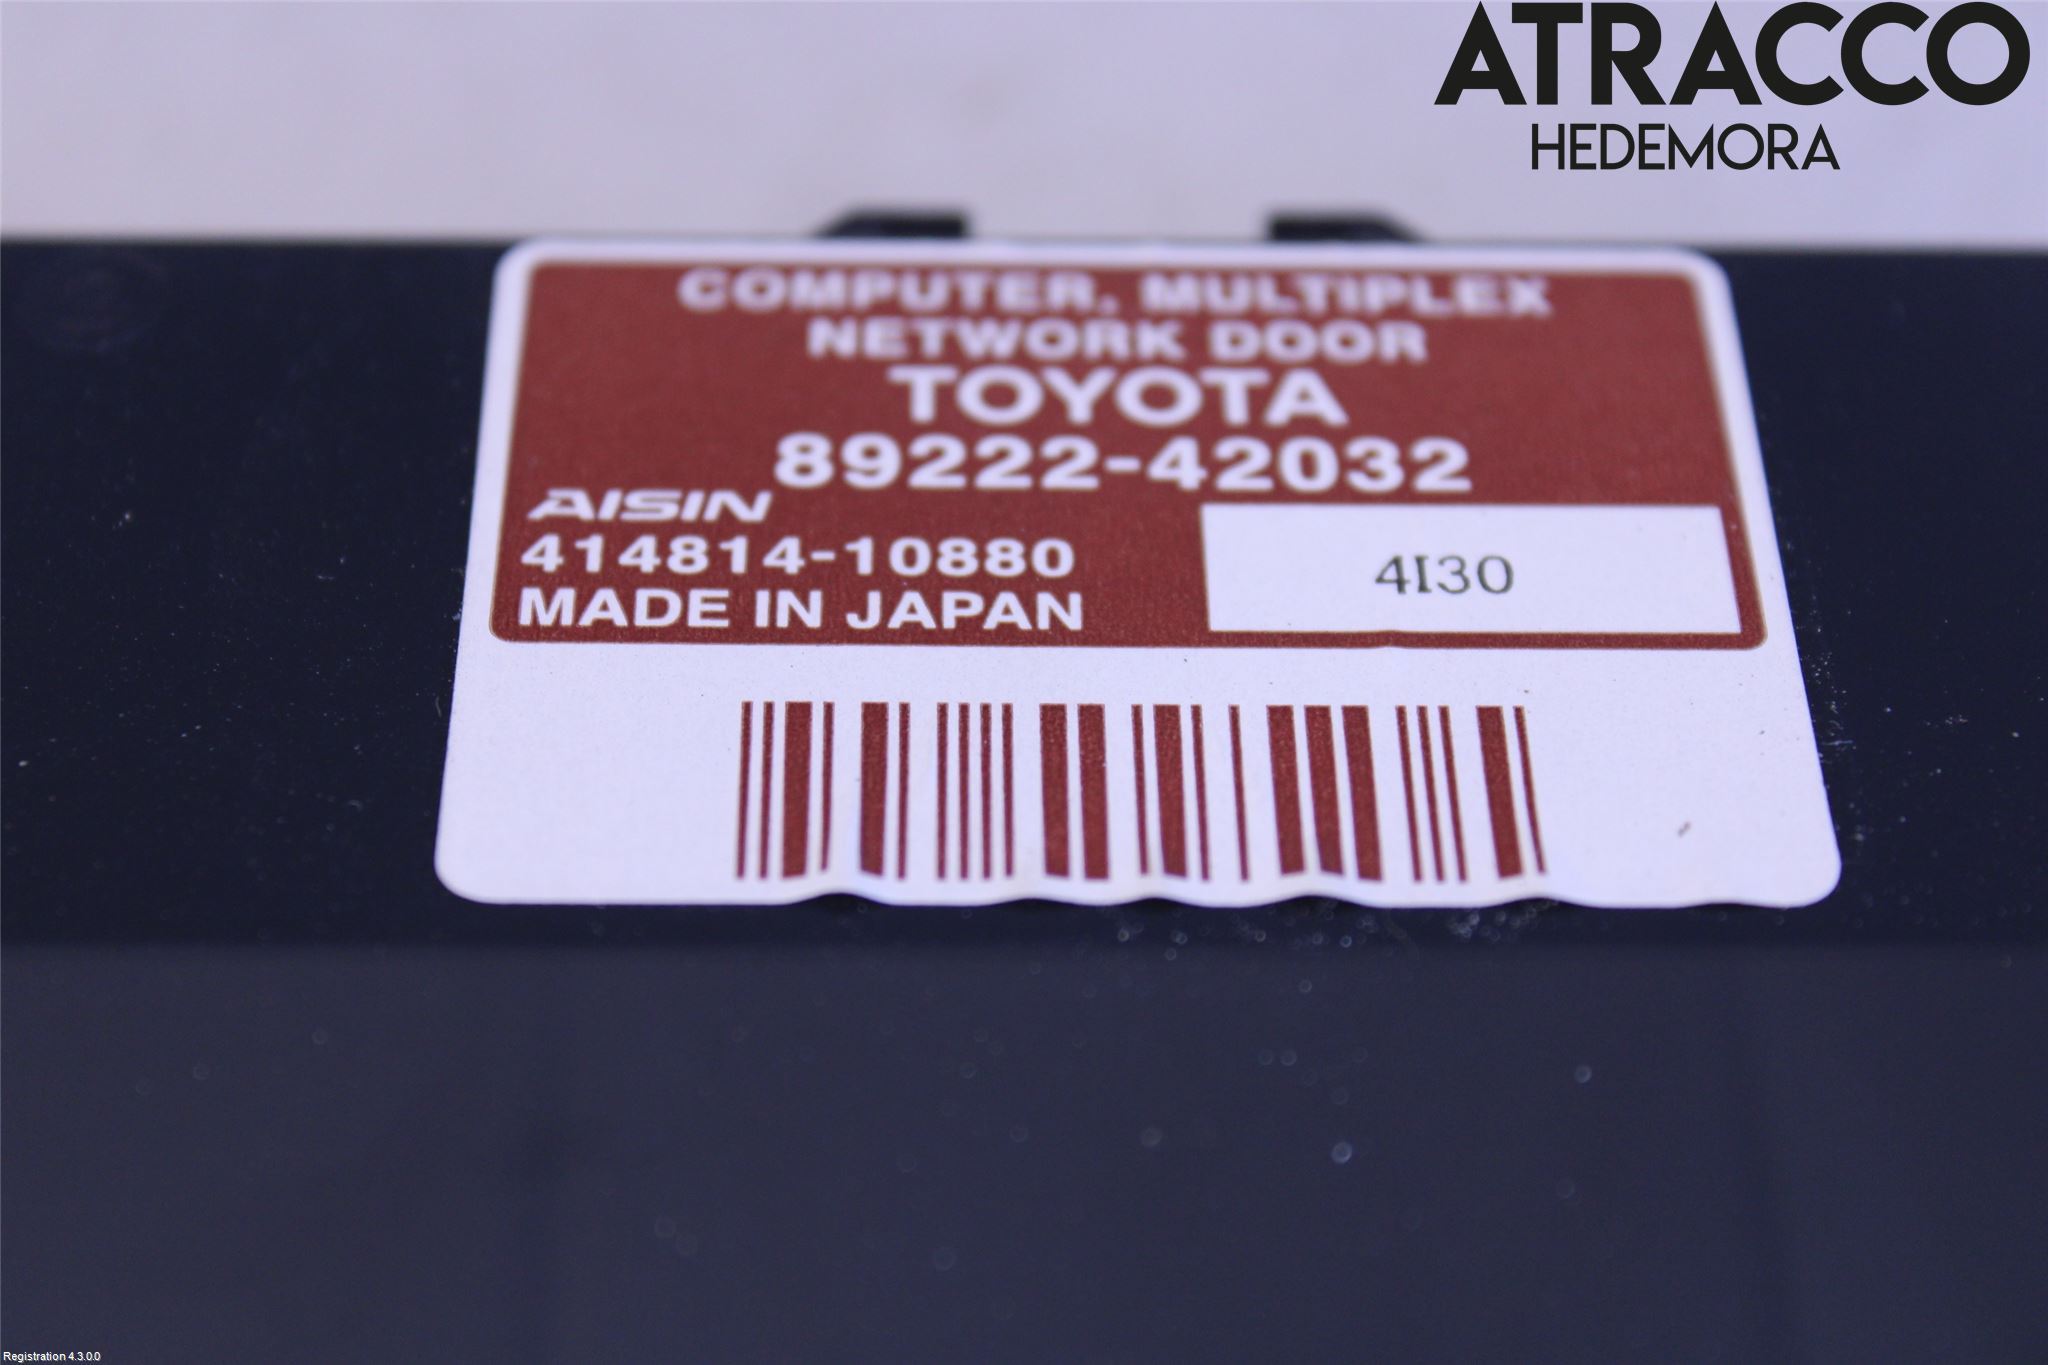 ATRACCO
HEDEMORA
COMPUTER, MULTIPLEX
NETWORK DOOR
TOYOTA
89222-42032
AISIN
414814-10880
MADE IN JAPAN
4I30
Registration 4.3.0.0